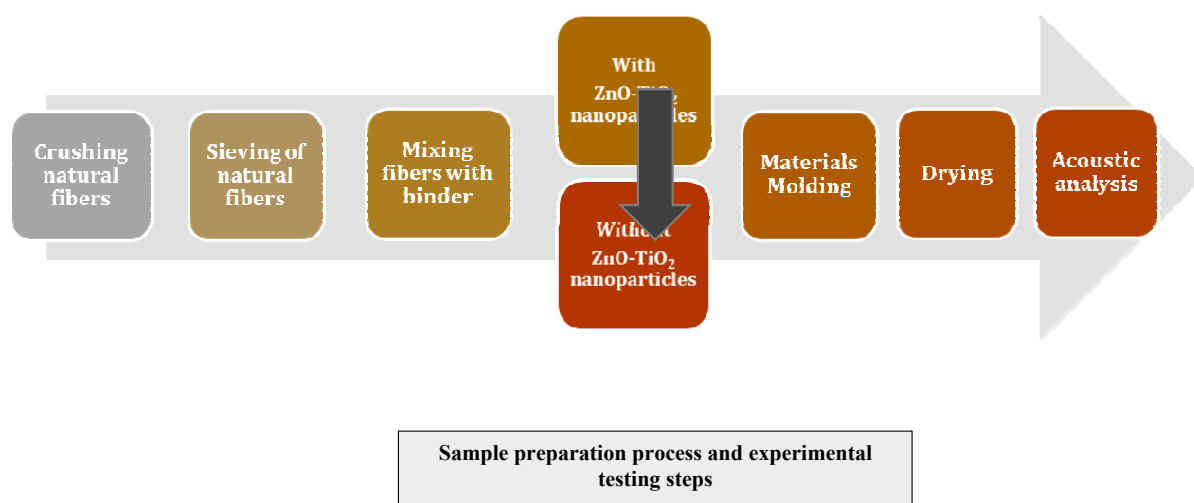 Crushing
natural
fibers
Sieving of
natural
fibers
Mixing
fibers with
binder
With
ZnO-TiO₂
nanoparticles
Without
ZnO-TiO₂
nanoparticles
Materials
Molding
Drying
Acoustic
analysis
Sample preparation process and experimental
testing steps